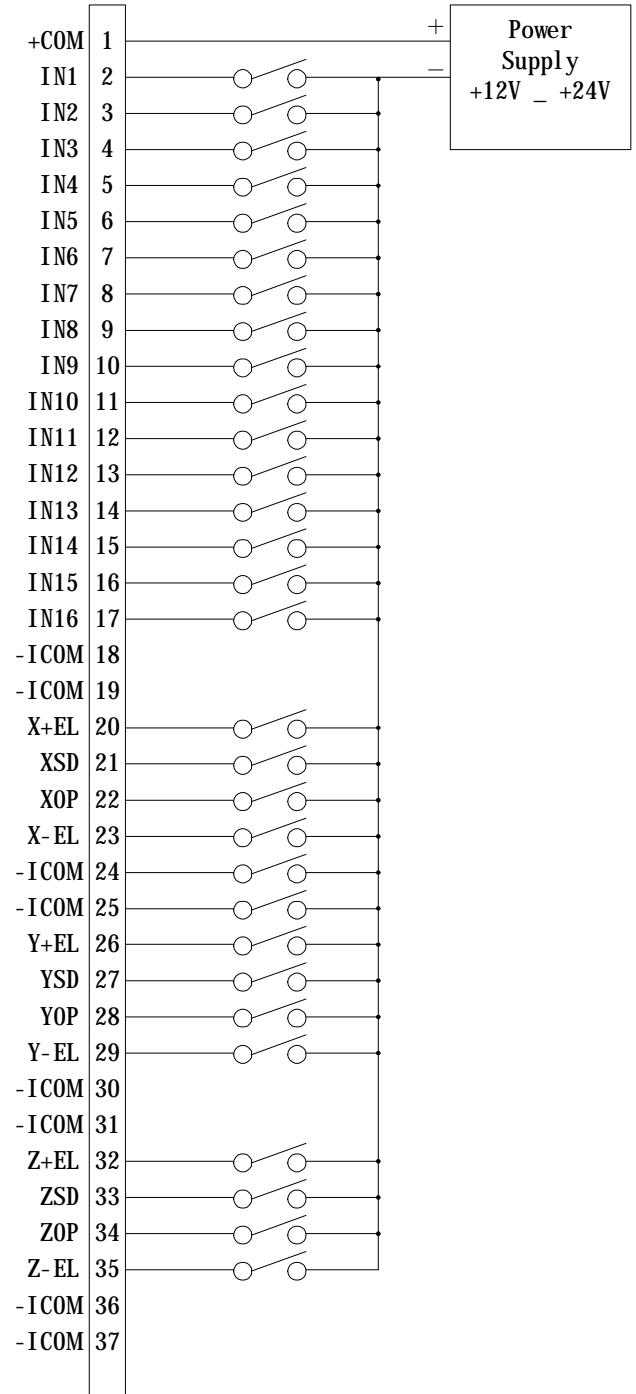 +COM 1
IN1 2
IN2 3
IN3 4
IN4 5
IN5 6
IN6 7
IN7 8
IN8 9
IN9 10
IN10 11
IN11 12
IN12 13
IN13 14
IN14 15
IN15 16
IN16 17
-ICOM 18
-ICOM 19
X+EL 20
XSD 21
XOP 22
X-EL 23
-ICOM 24
-ICOM 25
Y+EL 26
YSD 27
YOP 28
Y-EL 29
-ICOM 30
-ICOM 31
Z+EL 32
ZSD 33
ZOP 34
Z-EL 35
-ICOM 36
-ICOM 37
+
−
Power
Supply
+12V _ +24V